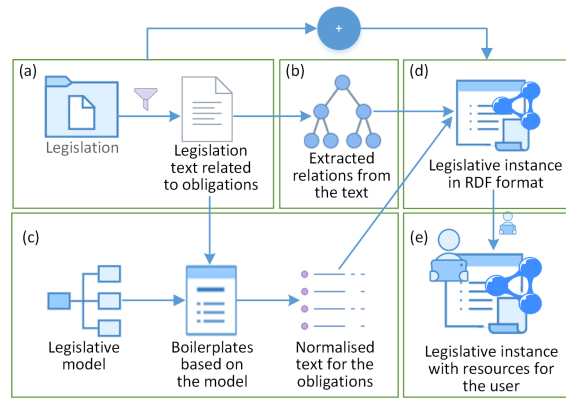 +
(a)
Legislation
Legislation
text related
to obligations
(b)
Extracted
relations from
the text
(d)
Legislative instance
in RDF format
(c)
Legislative
model
Boilerplates
based on
the model
Normalised
text for the
obligations
(e)
Legislative instance
with resources for
the user